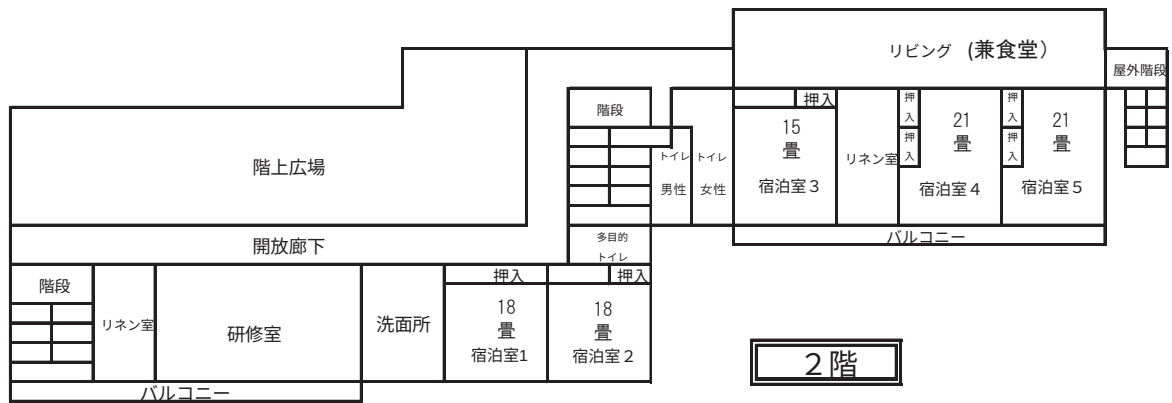 リビング (兼食堂）
屋外階段
階段
押入
押
入
押
入
押
入
押
入
15
畳
宿泊室３
リネン室
21
畳
宿泊室４
21
畳
宿泊室５
トイレ
男性
トイレ
女性
階上広場
開放廊下
多目的
トイレ
バルコニー
階段
リネン室
研修室
洗面所
押入
18
畳
宿泊室1
押入
18
畳
宿泊室２
バルコニー
２階